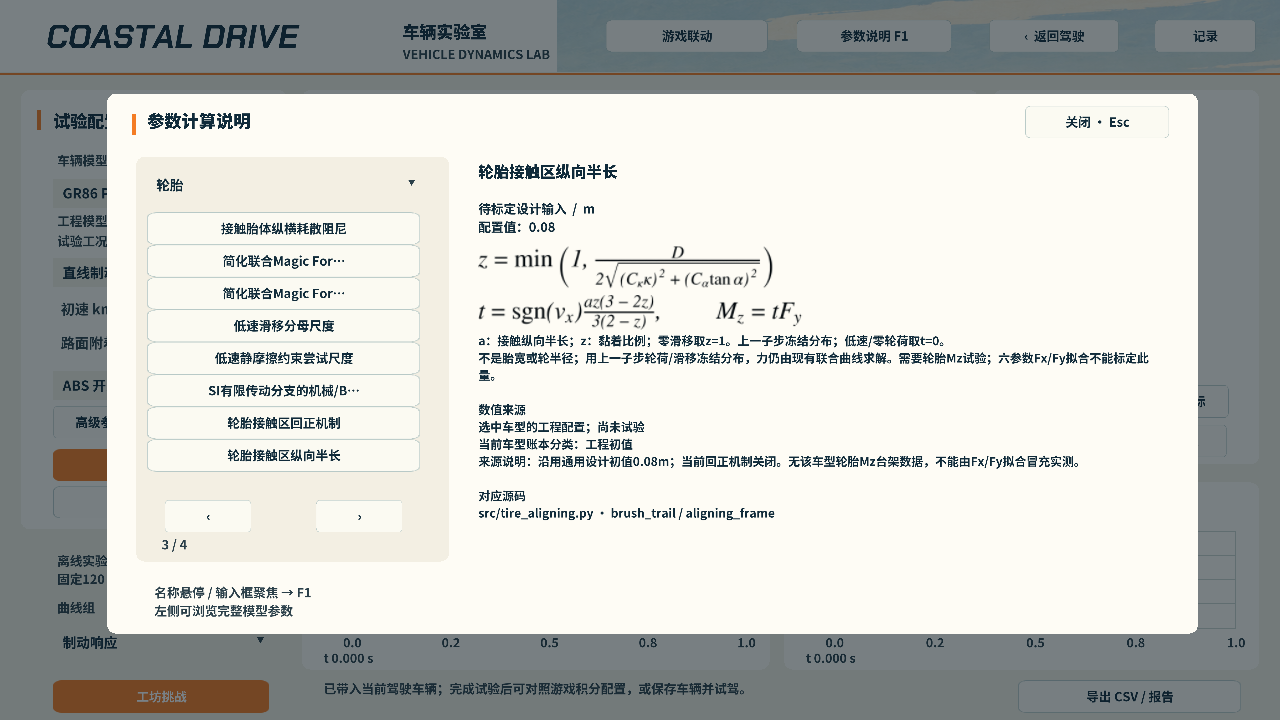 COASTAL DRIVE
车辆实验室
VEHICLE DYNAMICS LAB
游戏联动
参数说明 F1
‹ 返回驾驶
记录
试验配
车辆模型
GR86 F
工程模型
试验工况
直线制动
初速 km
路面附着
ABS 开
高级参
参数计算说明
关闭 · Esc
轮胎 ▼
接触胎体纵横耗散阻尼
简化联合Magic For···
简化联合Magic For···
低速滑移分母尺度
低速静摩擦约束尝试尺度
SI有限传动分支的机械/B···
轮胎接触区回正机制
轮胎接触区纵向半长
‹ ›
3 / 4
名称悬停 / 输入框聚焦 → F1
左侧可浏览完整模型参数
轮胎接触区纵向半长
待标定设计输入 / m
配置值：0.08
z = min ( 1, D / 2√((Cκκ)² + (Cα tan α)²) )
t = sgn(vx) az(3 − 2z) / 3(2 − z), Mz = tFy
a：接触纵向半长；z：黏着比例；零滑移取z=1。上一子步冻结分布；低速/零轮荷取t=0。
不是胎宽或轮半径；用上一子步轮荷/滑移冻结分布，力仍由现有联合曲线求解。需要轮胎Mz试验；六参数Fx/Fy拟合不能标定此
量。
数值来源
选中车型的工程配置；尚未试验
当前车型账本分类：工程初值
来源说明：沿用通用设计初值0.08m；当前回正机制关闭。无该车型轮胎Mz台架数据，不能由Fx/Fy拟合冒充实测。
对应源码
src/tire_aligning.py · brush_trail / aligning_frame
标
离线实验
固定120
曲线组
制动响应 ▼
工坊挑战
0.0 0.2 0.5 0.8 1.0
t 0.000 s
0.0 0.2 0.5 0.8 1.0
t 0.000 s
已带入当前驾驶车辆；完成试验后可对照游戏积分配置，或保存车辆并试驾。
导出 CSV / 报告